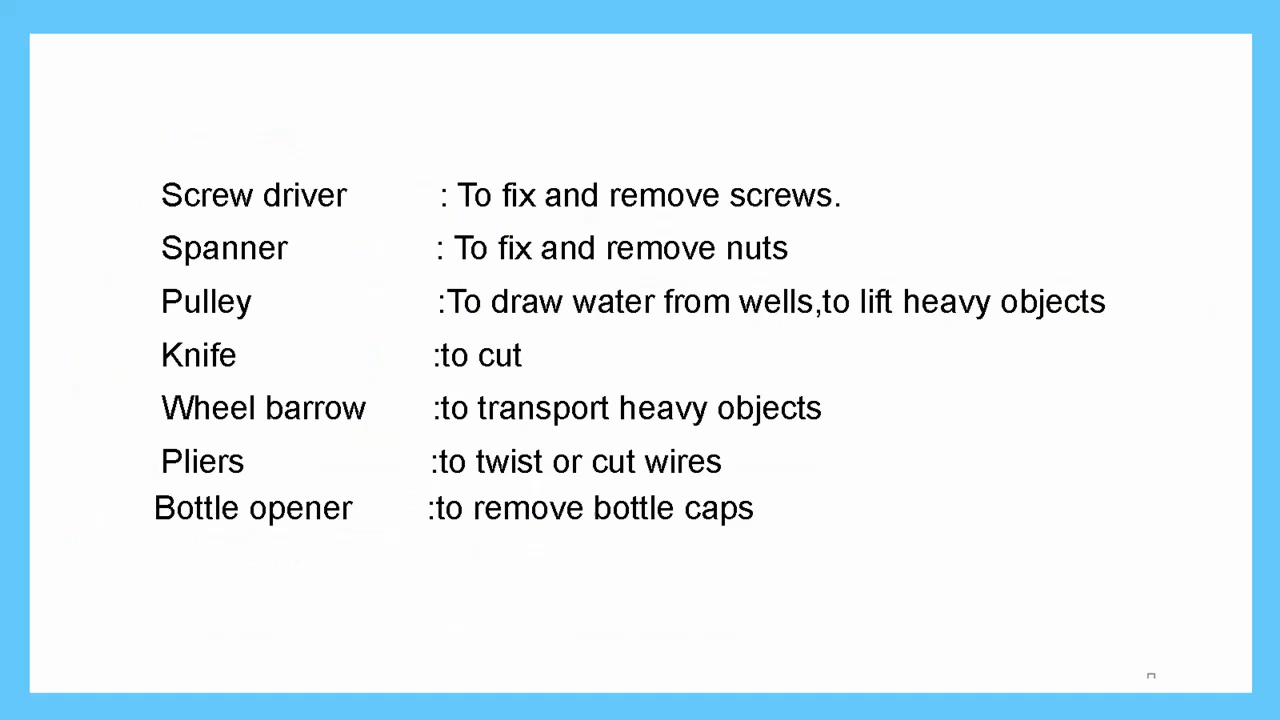 Screw driver : To fix and remove screws.
Spanner : To fix and remove nuts
Pulley :To draw water from wells,to lift heavy objects
Knife :to cut
Wheel barrow :to transport heavy objects
Pliers :to twist or cut wires
Bottle opener :to remove bottle caps